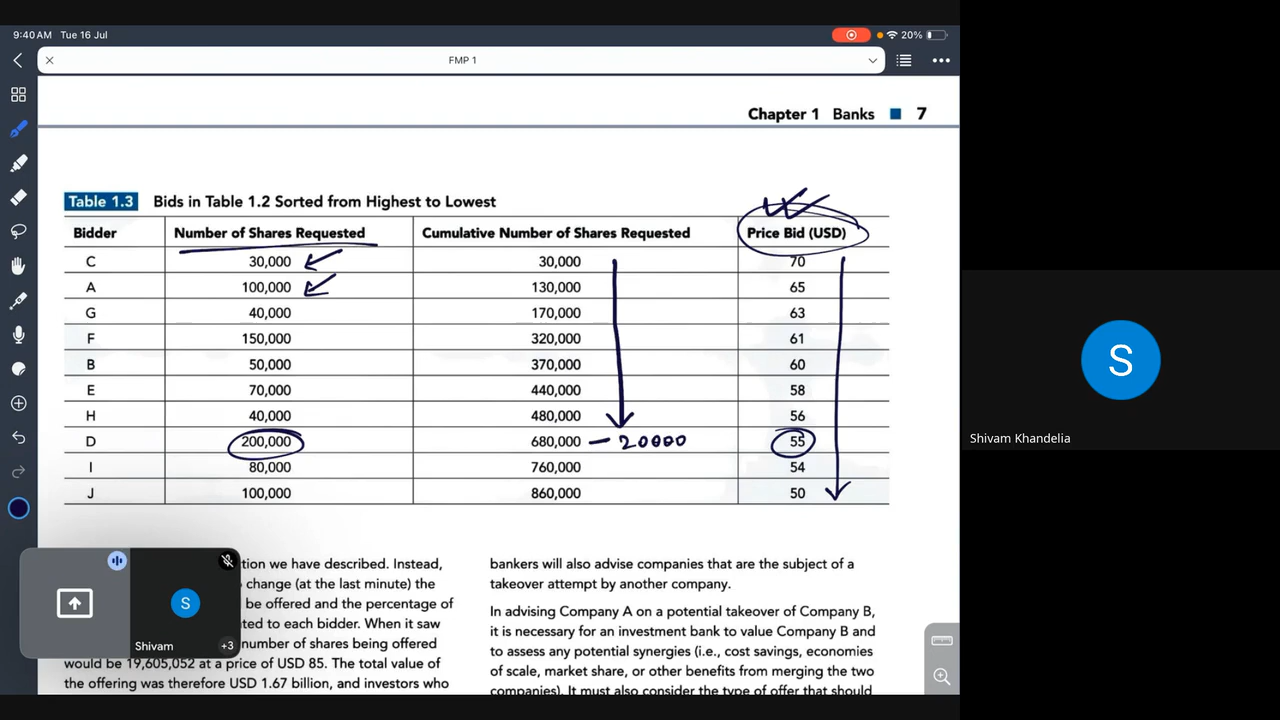 9:40 AM Tue 16 Jul
20%
FMP 1
Chapter 1 Banks 7
Table 1.3 Bids in Table 1.2 Sorted from Highest to Lowest
Bidder Number of Shares Requested Cumulative Number of Shares Requested Price Bid (USD)
C 30,000 30,000 70
A 100,000 130,000 65
G 40,000 170,000 63
F 150,000 320,000 61
B 50,000 370,000 60
E 70,000 440,000 58
H 40,000 480,000 56
D 200,000 680,000 – 20000 55
I 80,000 760,000 54
J 100,000 860,000 50
tion we have described. Instead,
change (at the last minute) the
be offered and the percentage of
ted to each bidder. When it saw
number of shares being offered
would be 19,605,052 at a price of USD 85. The total value of
the offering was therefore USD 1.67 billion, and investors who
bankers will also advise companies that are the subject of a
takeover attempt by another company.
In advising Company A on a potential takeover of Company B,
it is necessary for an investment bank to value Company B and
to assess any potential synergies (i.e., cost savings, economies
of scale, market share, or other benefits from merging the two
companies). It must also consider the type of offer that should
S
Shivam
+3
S
Shivam Khandelia